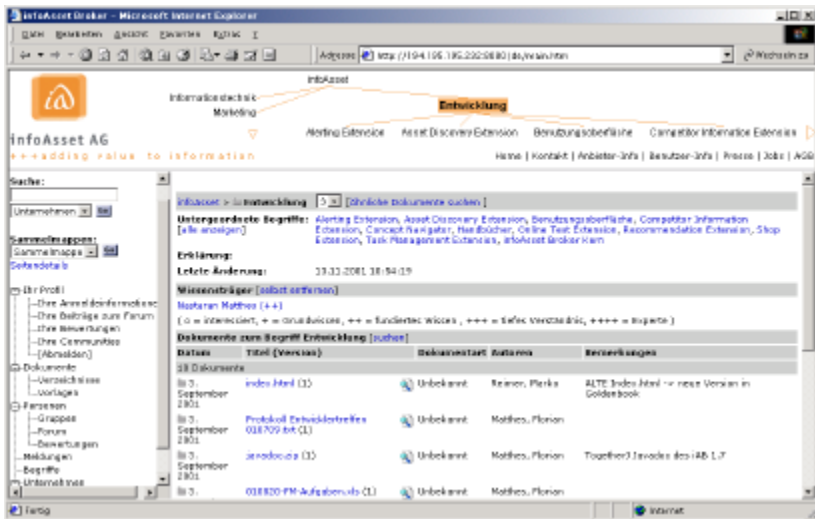 infoAsset Broker - Microsoft Internet Explorer
Datei Bearbeiten Ansicht Favoriten Extras ?
Adresse http://194.195.195.232:8080/de/main.htm Wechseln zu
infoAsset
Informationstechnik
Marketing
Entwicklung
Alerting Extension Asset Discovery Extension Benutzungsoberfläche Competitor Information Extension
infoAsset AG
+++adding value to information
Home | Kontakt | Anbieter-Info | Benutzer-Info | Presse | Jobs | AGB
Suche:
Unternehmen
Sammelmappen:
Sammelmappe
Seitendetails
Ihr Profil
Ihre Anmeldeinformatione
Ihre Beiträge zum Forum
Ihre Bewertungen
Ihre Communities
[Abmelden]
Dokumente
Verzeichnisse
Vorlagen
Personen
Gruppen
Forum
Bewertungen
Meldungen
Begriffe
Unternehmen
infoAsset > Entwicklung 5 [Ähnliche Dokumente suchen ]
Untergeordnete Begriffe: Alerting Extension, Asset Discovery Extension, Benutzungsoberfläche, Competitor Information
[alle anzeigen] Extension, Concept Navigator, Handbücher, Online Test Extension, Recommendation Extension, Shop
Extension, Task Management Extension, infoAsset Broker Kern
Erklärung:
Letzte Änderung: 13.11.2001 18:54:19
Wissensträger [selbst entfernen]
Matthes (++)
( o = interessiert, + = Grundwissen, ++ = fundiertes Wissen , +++ = tiefes Verständnis, ++++ = Experte )
Dokumente zum Begriff Entwicklung [suchen]
Datum Titel (Version) Dokumentart Autoren Bemerkungen
Dokumente
3. September 2001 index.html (1) Unbekannt ALTE Index.html -> neue Version in Goldenbook
3. September 2001 Protokoll Entwicklertreffen 010709.txt (1) Unbekannt Matthes, Florian
3. September 2001 javadoc.zip (1) Unbekannt Matthes, Florian TogetherJ Javadoc des iAB 1.7
3. 010820-FM-Aufgaben.xls (1) Unbekannt Matthes, Florian
Fertig Internet